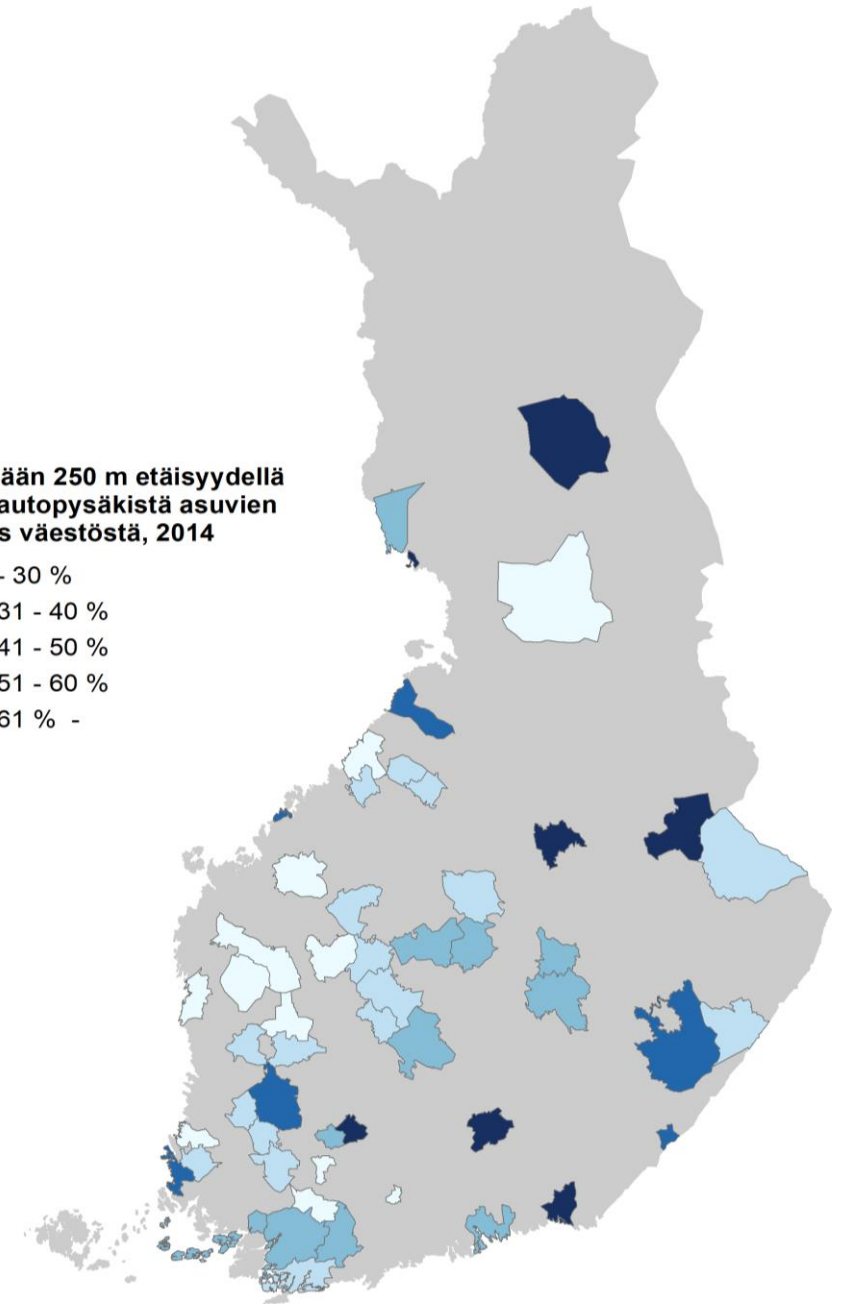 ään 250 m etäisyydellä
autopysäkistä asuvien
s väestöstä, 2014
- 30 %
31 - 40 %
41 - 50 %
51 - 60 %
61 % -